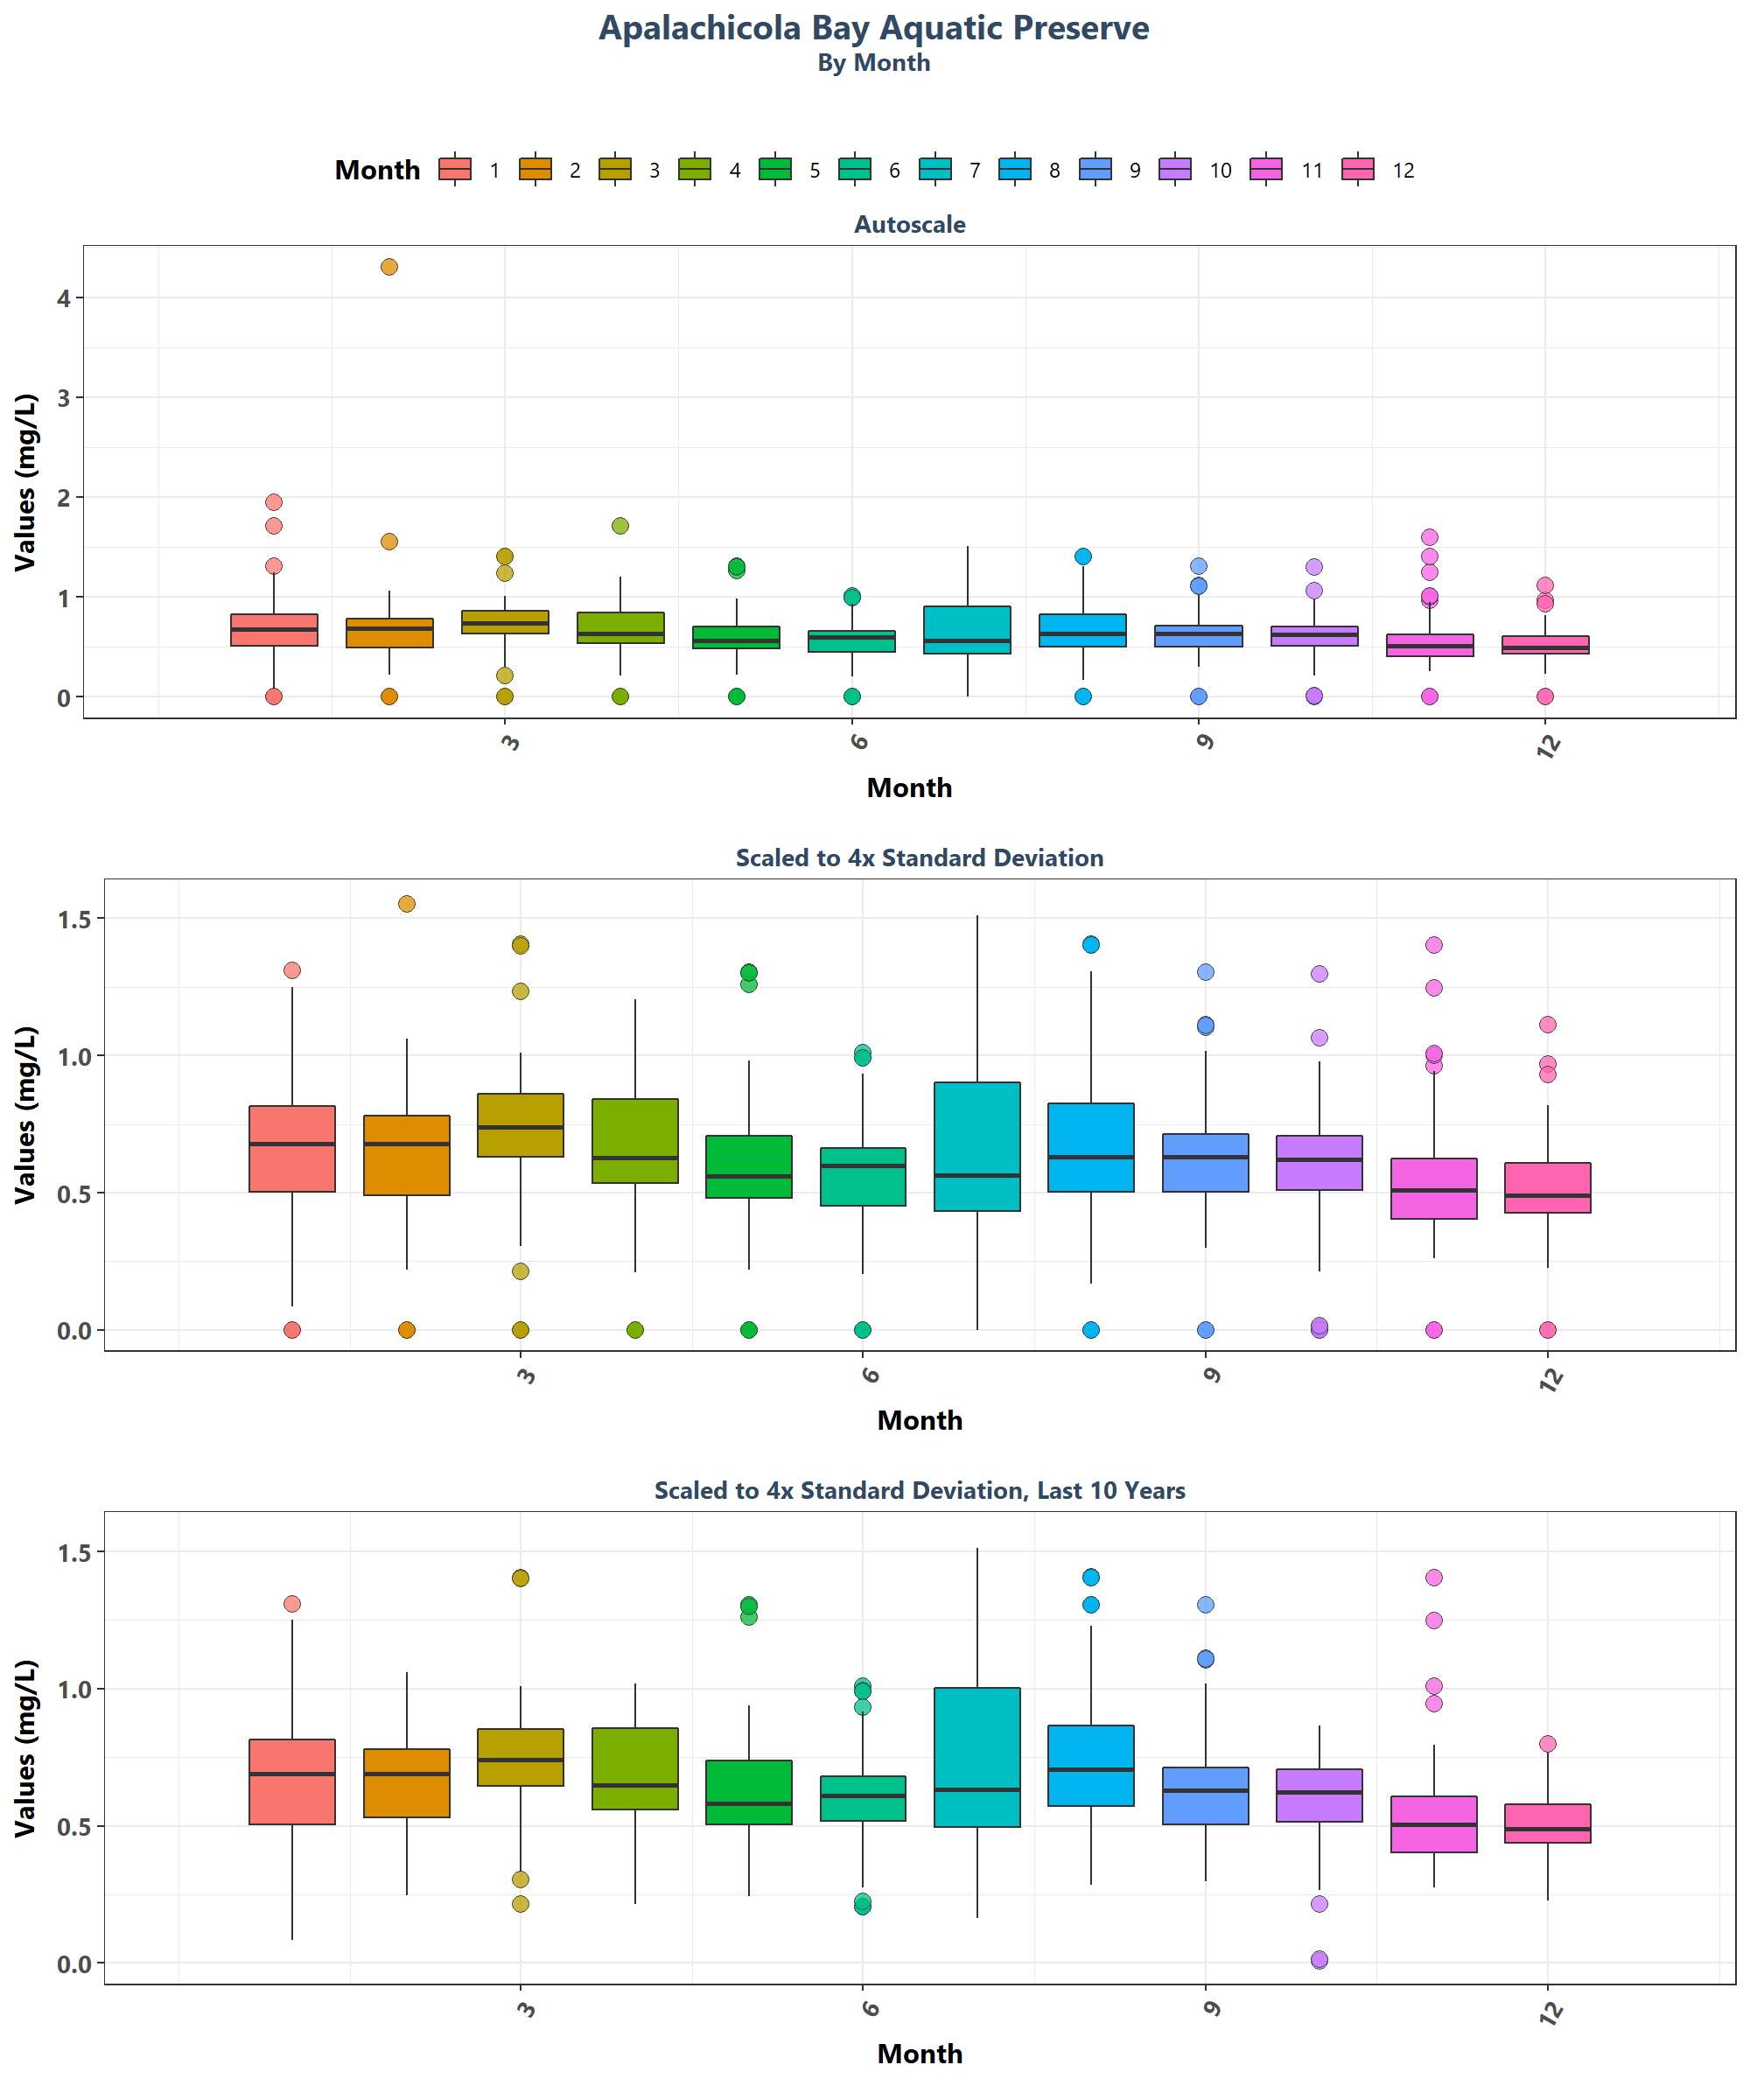 Apalachicola Bay Aquatic Preserve
By Month
Month 1 2 3 4 5 6 7 8 9 10 11 12
Autoscale
Values (mg/L)
4
3
2
1
0
3 6 9 12
Month
Scaled to 4x Standard Deviation
Values (mg/L)
1.5
1.0
0.5
0.0
3 6 9 12
Month
Scaled to 4x Standard Deviation, Last 10 Years
Values (mg/L)
1.5
1.0
0.5
0.0
3 6 9 12
Month